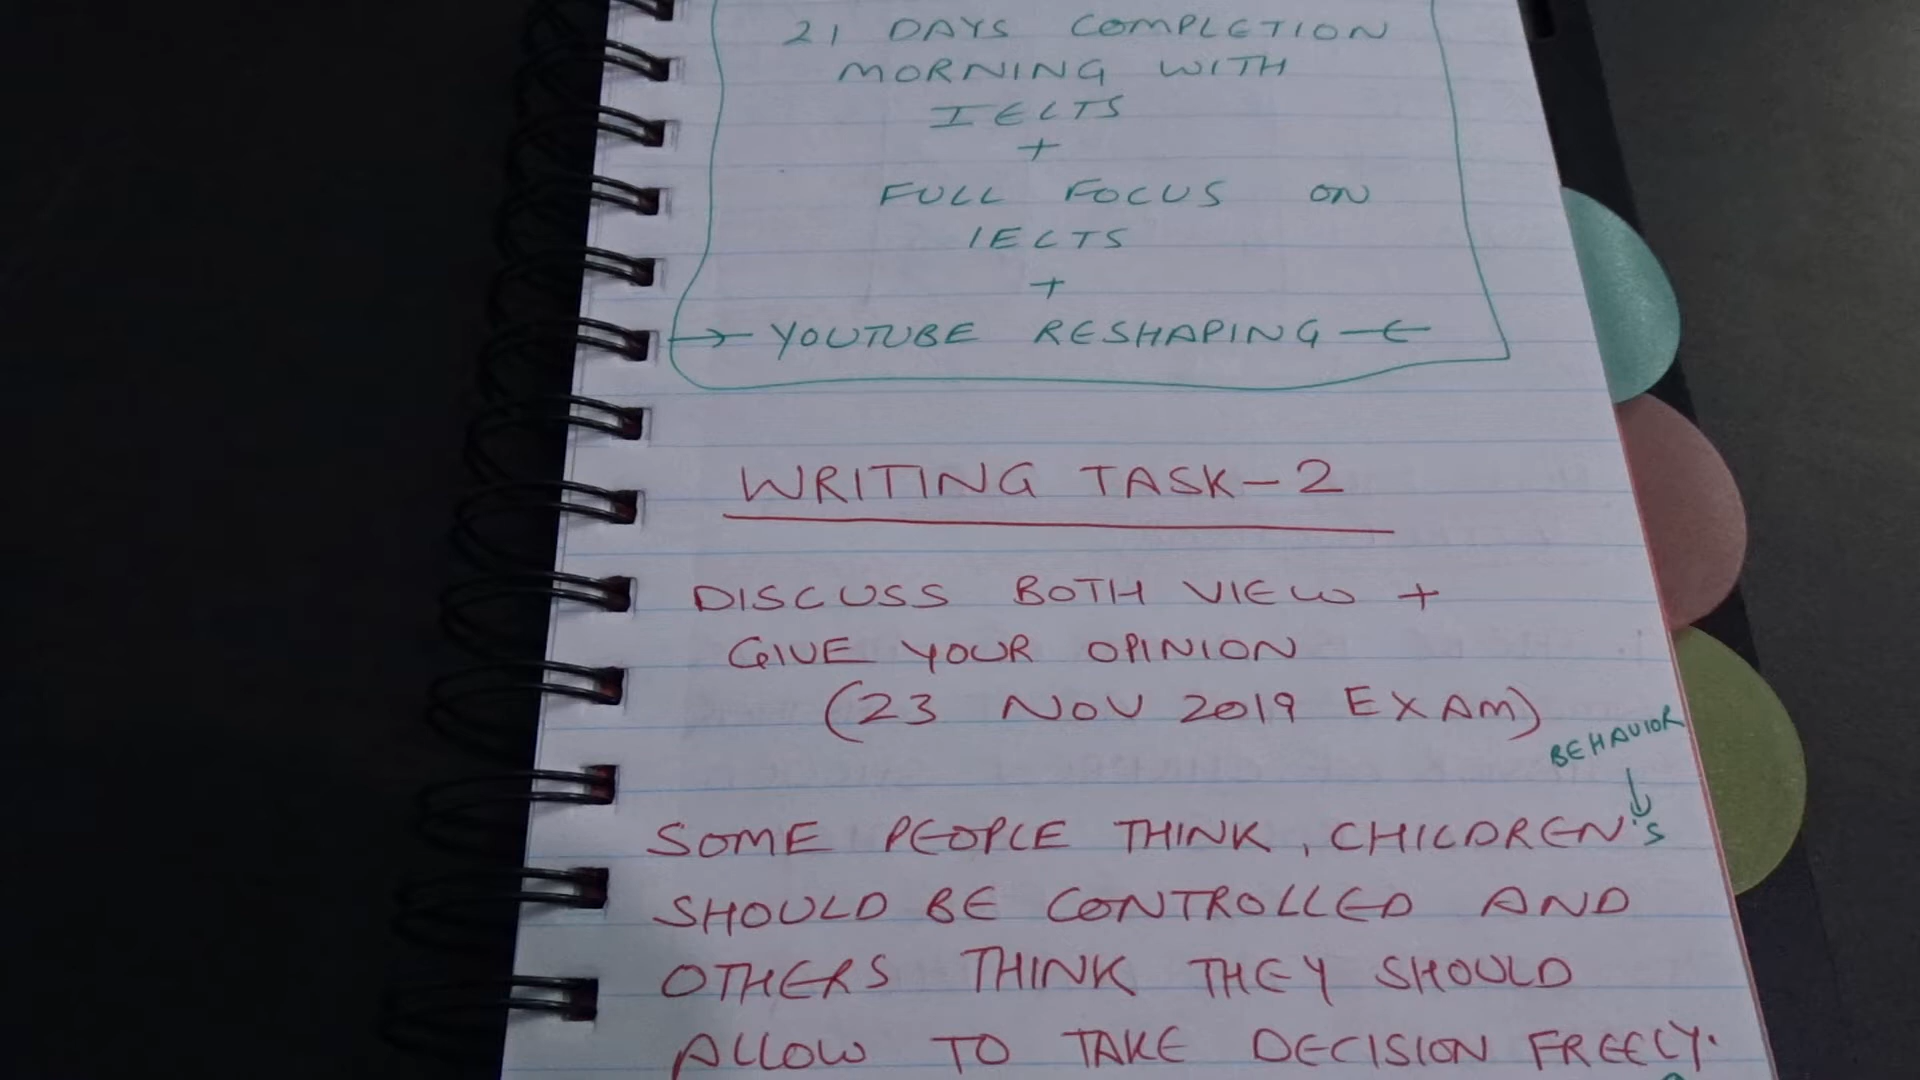 21 DAYS COMPLETION
MORNING WITH
IELTS
+
FULL FOCUS ON
IELTS
+
→ YOUTUBE RESHAPING ←
WRITING TASK-2
DISCUSS BOTH VIEW +
GIVE YOUR OPINION
(23 NOV 2019 EXAM)
BEHAVIOR
↓
SOME PEOPLE THINK, CHILDREN'S
SHOULD BE CONTROLLED AND
OTHERS THINK THEY SHOULD
ALLOW TO TAKE DECISION FREELY.